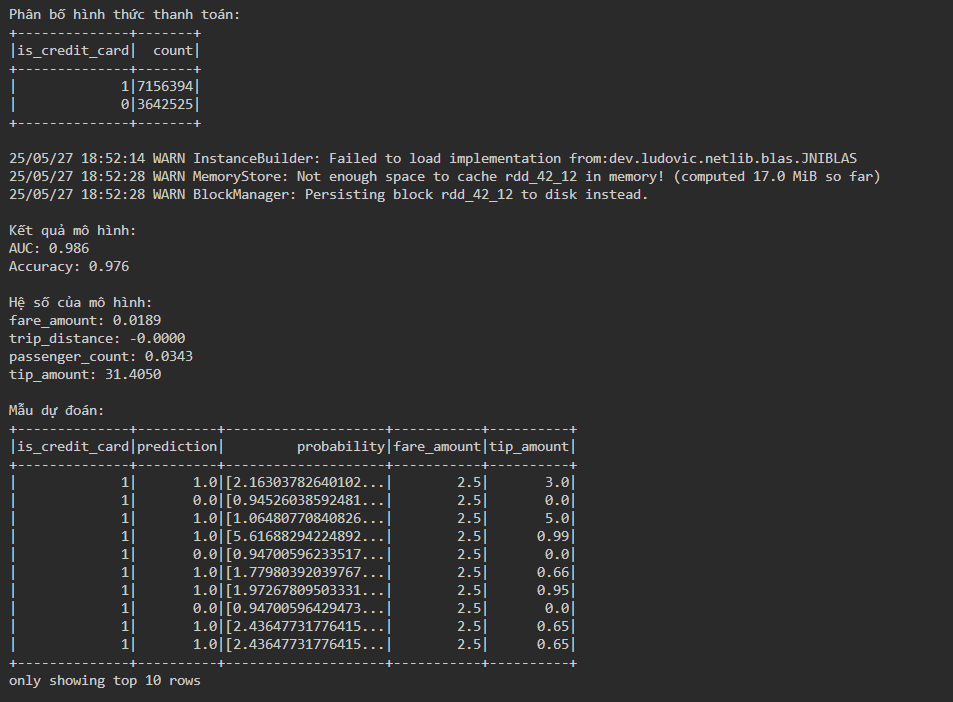 Phân bố hình thức thanh toán:
+--------------+-------+
|is_credit_card|  count|
+--------------+-------+
|             1|7156394|
|             0|3642525|
+--------------+-------+

25/05/27 18:52:14 WARN InstanceBuilder: Failed to load implementation from:dev.ludovic.netlib.blas.JNIBLAS
25/05/27 18:52:28 WARN MemoryStore: Not enough space to cache rdd_42_12 in memory! (computed 17.0 MiB so far)
25/05/27 18:52:28 WARN BlockManager: Persisting block rdd_42_12 to disk instead.

Kết quả mô hình:
AUC: 0.986
Accuracy: 0.976

Hệ số của mô hình:
fare_amount: 0.0189
trip_distance: -0.0000
passenger_count: 0.0343
tip_amount: 31.4050

Mẫu dự đoán:
+--------------+----------+--------------------+-----------+----------+
|is_credit_card|prediction|         probability|fare_amount|tip_amount|
+--------------+----------+--------------------+-----------+----------+
|             1|       1.0|[2.16303782640102...|        2.5|       3.0|
|             1|       0.0|[0.94526038592481...|        2.5|       0.0|
|             1|       1.0|[1.06480770840826...|        2.5|       5.0|
|             1|       1.0|[5.61688294224892...|        2.5|      0.99|
|             1|       0.0|[0.94700596233517...|        2.5|       0.0|
|             1|       1.0|[1.77980392039767...|        2.5|      0.66|
|             1|       1.0|[1.97267809503331...|        2.5|      0.95|
|             1|       0.0|[0.94700596429473...|        2.5|       0.0|
|             1|       1.0|[2.43647731776415...|        2.5|      0.65|
|             1|       1.0|[2.43647731776415...|        2.5|      0.65|
+--------------+----------+--------------------+-----------+----------+
only showing top 10 rows